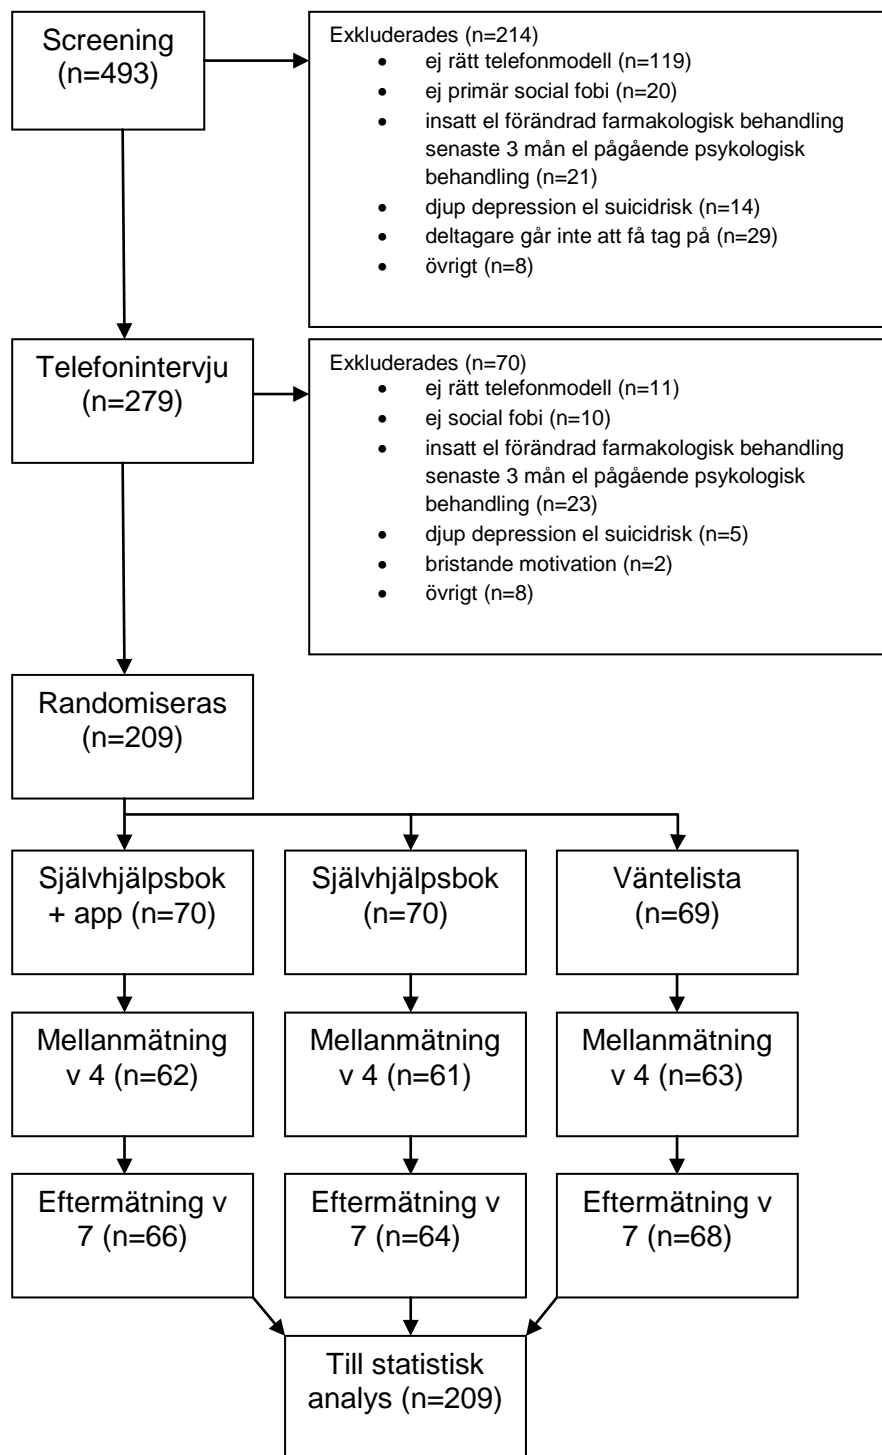 Screening
(n=493)
Exkluderades (n=214)
• ej rätt telefonmodell (n=119)
• ej primär social fobi (n=20)
• insatt el förändrad farmakologisk behandling
senaste 3 mån el pågående psykologisk
behandling (n=21)
• djup depression el suicidrisk (n=14)
• deltagare går inte att få tag på (n=29)
• övrigt (n=8)
Telefonintervju
(n=279)
Exkluderades (n=70)
• ej rätt telefonmodell (n=11)
• ej social fobi (n=10)
• insatt el förändrad farmakologisk behandling
senaste 3 mån el pågående psykologisk
behandling (n=23)
• djup depression el suicidrisk (n=5)
• bristande motivation (n=2)
• övrigt (n=8)
Randomiseras
(n=209)
Självhjälpsbok
+ app (n=70)
Självhjälpsbok
(n=70)
Väntelista
(n=69)
Mellanmätning
v 4 (n=62)
Mellanmätning
v 4 (n=61)
Mellanmätning
v 4 (n=63)
Eftermätning v
7 (n=66)
Eftermätning v
7 (n=64)
Eftermätning v
7 (n=68)
Till statistisk
analys (n=209)